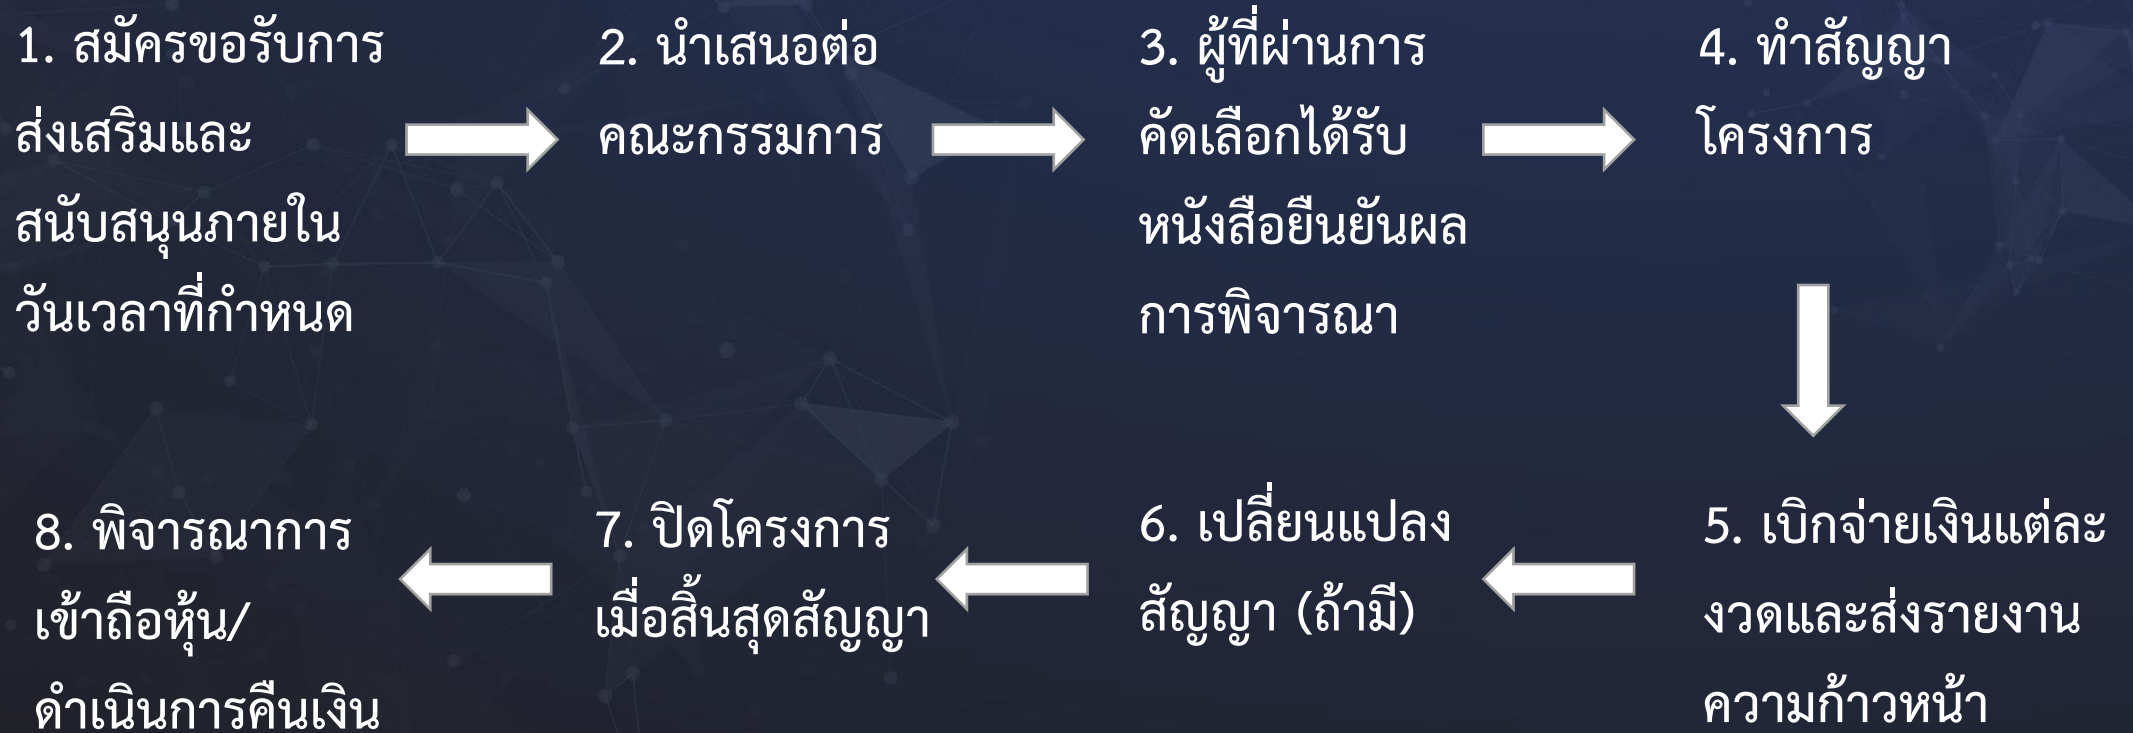 1. สมัครขอรับการ
ส่งเสริมและ
สนับสนุนภายใน
วันเวลาที่กำหนด
2. นำเสนอต่อ
คณะกรรมการ
3. ผู้ที่ผ่านการ
คัดเลือกได้รับ
หนังสือยืนยันผล
การพิจารณา
4. ทำสัญญา
โครงการ
5. เบิกจ่ายเงินแต่ละ
งวดและส่งรายงาน
ความก้าวหน้า
6. เปลี่ยนแปลง
สัญญา (ถ้ามี)
7. ปิดโครงการ
เมื่อสิ้นสุดสัญญา
8. พิจารณาการ
เข้าถือหุ้น/
ดำเนินการคืนเงิน